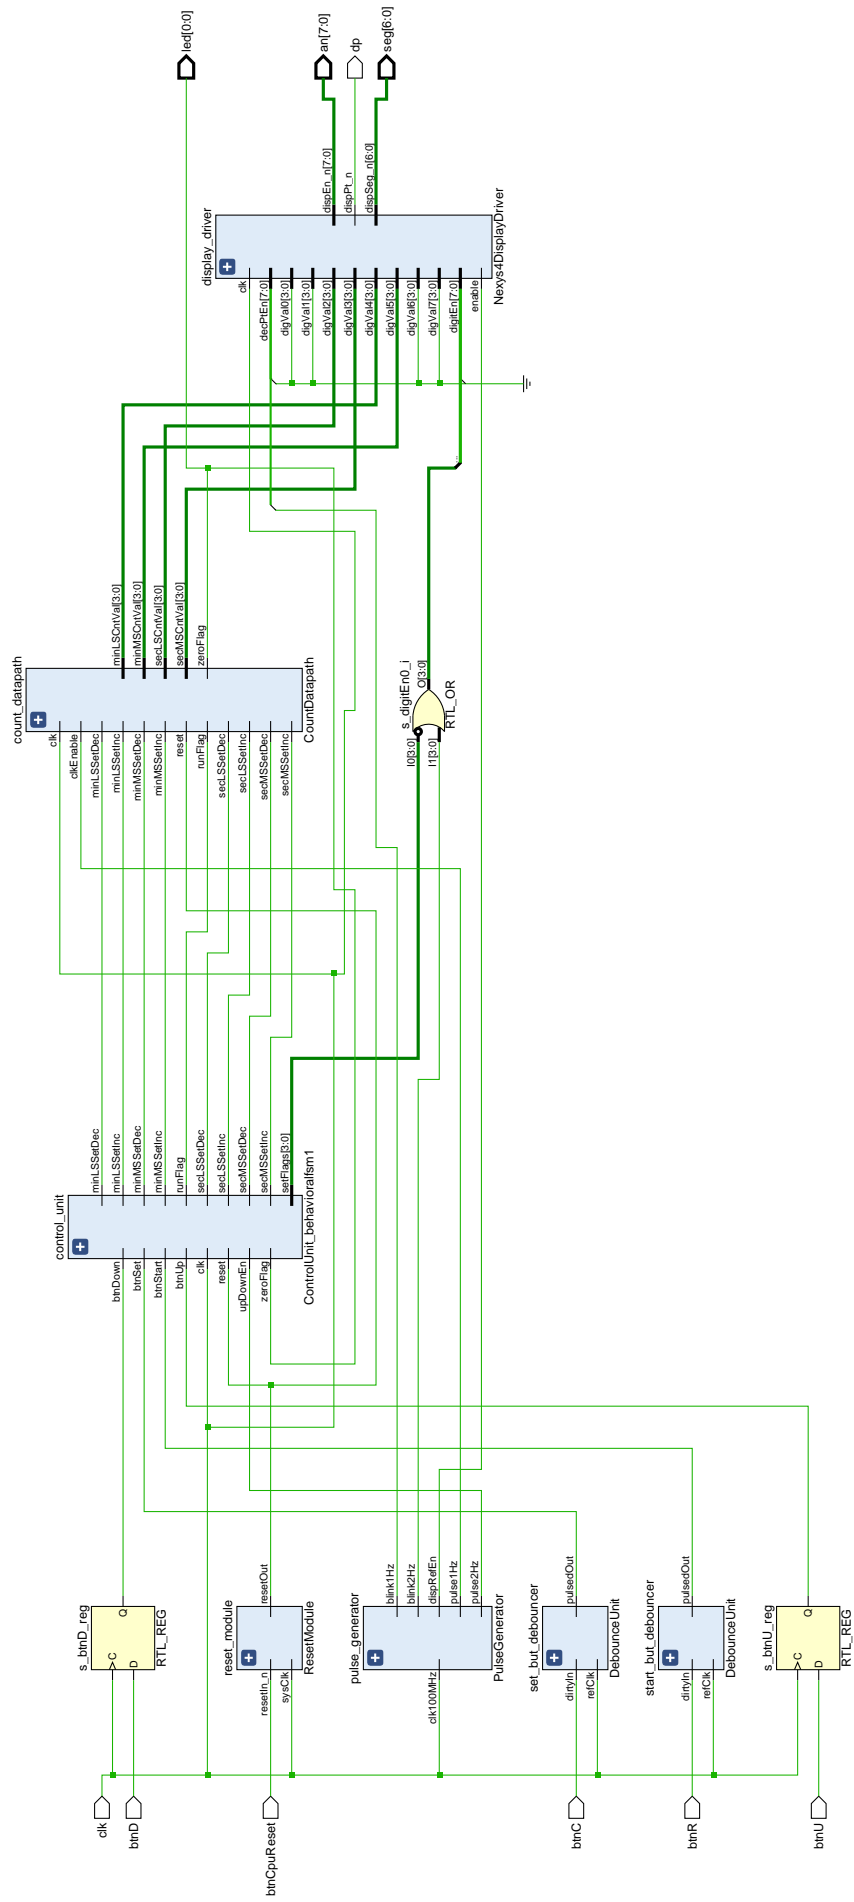 led[0:0]
an[7:0]
dp
seg[6:0]
display_driver
dispEn_n[7:0]
dispPt_n
dispSeg_n[6:0]
clk
decPtEn[7:0]
digVal0[3:0]
digVal1[3:0]
digVal2[3:0]
digVal3[3:0]
digVal4[3:0]
digVal5[3:0]
digVal6[3:0]
digVal7[3:0]
digitEn[7:0]
enable
Nexys4DisplayDriver
...
count_datapath
minLSCntVal[3:0]
minMSCntVal[3:0]
secLSCntVal[3:0]
secMSCntVal[3:0]
zeroFlag
clk
clkEnable
minLSSetDec
minLSSetInc
minMSSetDec
minMSSetInc
reset
runFlag
secLSSetDec
secLSSetInc
secMSSetDec
secMSSetInc
CountDatapath
s_digitEn0_i
O[3:0]
I0[3:0]
I1[3:0]
RTL_OR
control_unit
minLSSetDec
minLSSetInc
minMSSetDec
minMSSetInc
runFlag
secLSSetDec
secLSSetInc
secMSSetDec
secMSSetInc
setFlags[3:0]
btnDown
btnSet
btnStart
btnUp
clk
reset
upDownEn
zeroFlag
ControlUnit_behavioralfsm1
s_btnD_reg
C
D
Q
RTL_REG
reset_module
resetOut
resetIn_n
sysClk
ResetModule
pulse_generator
blink1Hz
blink2Hz
dispRefEn
pulse1Hz
pulse2Hz
clk100MHz
PulseGenerator
set_but_debouncer
pulsedOut
dirtyIn
refClk
DebounceUnit
start_but_debouncer
pulsedOut
dirtyIn
refClk
DebounceUnit
s_btnU_reg
C
D
Q
RTL_REG
clk
btnD
btnCpuReset
btnC
btnR
btnU